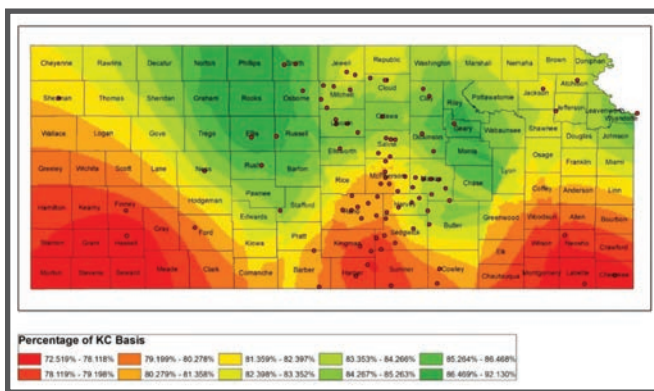 Cheyenne Rawlins Decatur Norton Phillips Smith Jewell Republic Washington Marshall Nemaha Brown Doniphan
Sherman Thomas Sheridan Graham Rooks Osborne Mitchell Cloud Clay Riley Pottawatomie Jackson Atchison Jefferson Leavenworth Wyandotte
Wallace Logan Gove Trego Ellis Russell Lincoln Ottawa Saline Dickinson Geary Wabaunsee Shawnee Douglas Johnson
Greeley Wichita Scott Lane Ness Rush Barton Ellsworth Rice McPherson Marion Morris Chase Lyon Osage Franklin Miami
Hamilton Kearny Finney Hodgeman Pawnee Stafford Reno Harvey Butler Greenwood Coffey Anderson Linn
Stanton Grant Haskell Gray Ford Edwards Kiowa Pratt Kingman Sedgwick Elk Woodson Allen Bourbon Wilson Neosho Crawford
Morton Stevens Seward Meade Clark Comanche Barber Harper Sumner Cowley Chautauqua Montgomery Labette Cherokee
Percentage of KC Basis
72.519% - 78.118% 79.199% - 80.278% 81.359% - 82.397% 83.353% - 84.266% 85.264% - 86.468%
78.119% - 79.198% 80.279% - 81.358% 82.398% - 83.352% 84.267% - 85.263% 86.469% - 92.130%